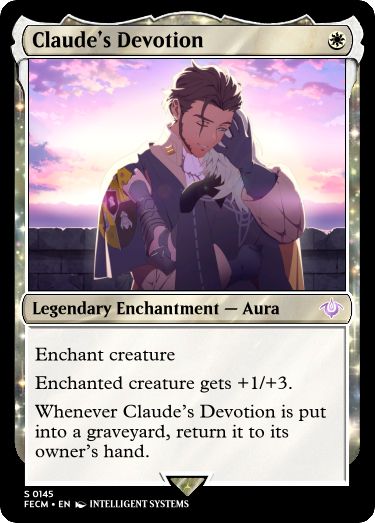 Claude's Devotion
Legendary Enchantment — Aura
Enchant creature
Enchanted creature gets +1/+3.
Whenever Claude's Devotion is put
into a graveyard, return it to its
owner's hand.
S 0145
FECM • EN INTELLIGENT SYSTEMS